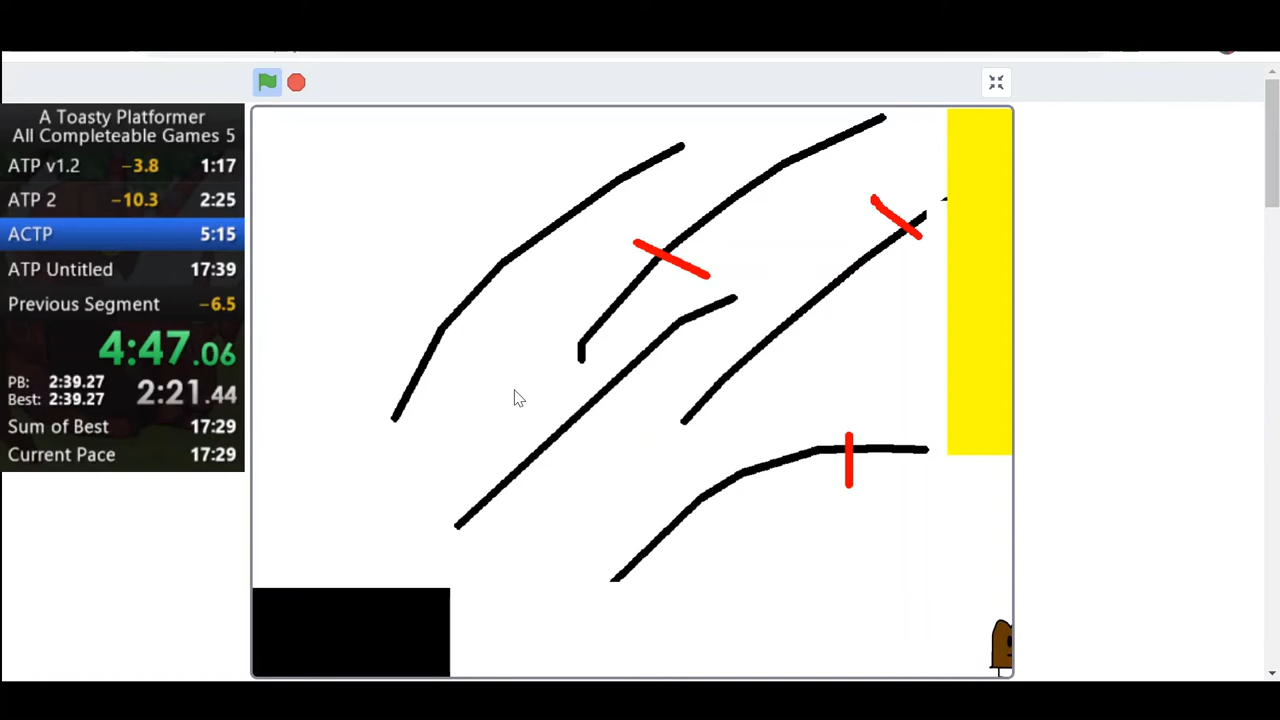 A Toasty Platformer
All Completeable Games 5
ATP v1.2 −3.8 1:17
ATP 2 −10.3 2:25
ACTP 5:15
ATP Untitled 17:39
Previous Segment −6.5
4:47.06
PB: 2:39.27
Best: 2:39.27 2:21.44
Sum of Best 17:29
Current Pace 17:29